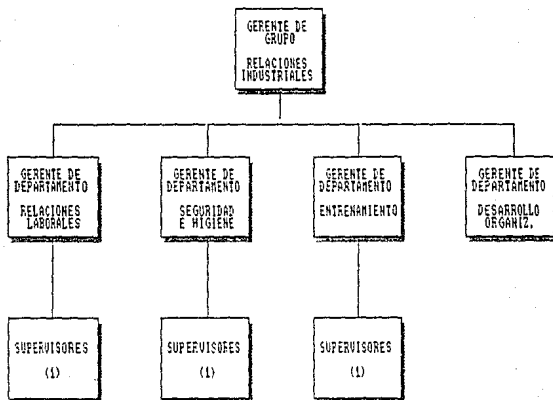 GERENTE DE
GRUPO
RELACIONES
INDUSTRIALES
GERENTE DE
DEPARTAMENTO
RELACIONES
LABORALES
GERENTE DE
DEPARTAMENTO
SEGURIDAD
E HIGIENE
GERENTE DE
DEPARTAMENTO
ENTRENAMIENTO
GERENTE DE
DEPARTAMENTO
DESARROLLO
ORGANIZ.
SUPERVISORES
(1)
SUPERVISORES
(1)
SUPERVISORES
(1)